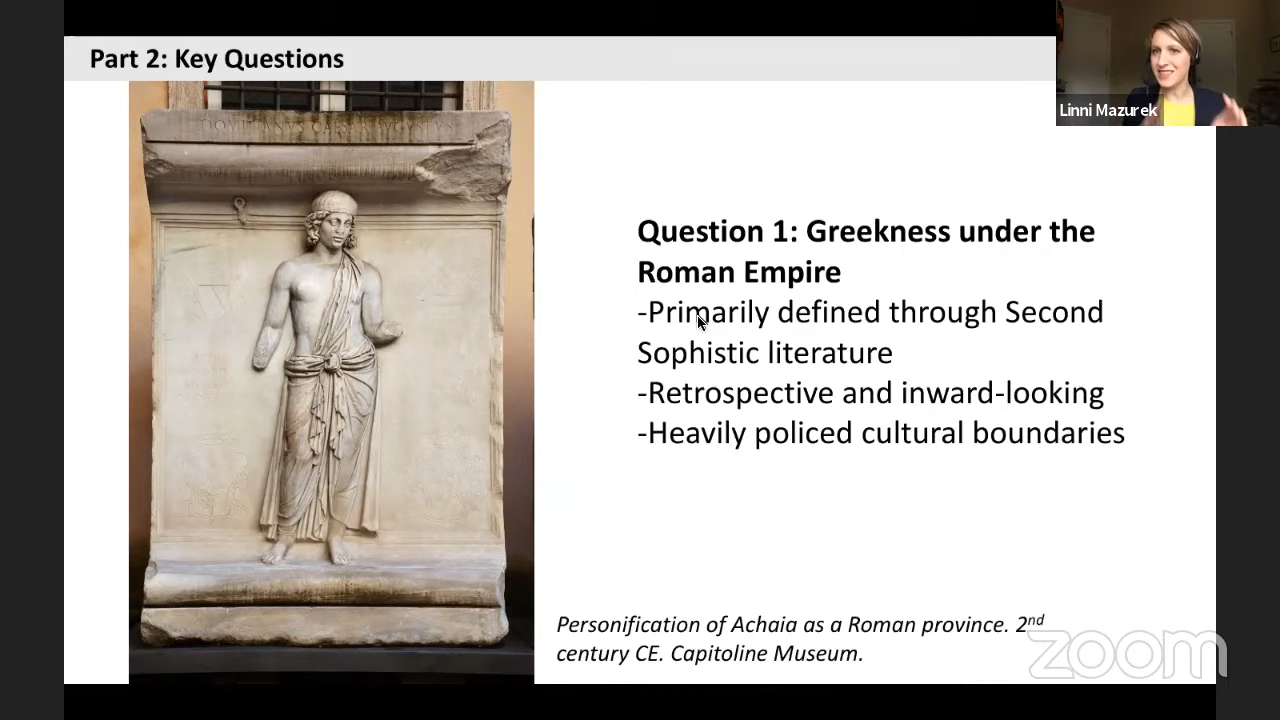 Part 2: Key Questions
Linni Mazurek
Question 1: Greekness under the
Roman Empire
-Primarily defined through Second
Sophistic literature
-Retrospective and inward-looking
-Heavily policed cultural boundaries
Personification of Achaia as a Roman province. 2nd
century CE. Capitoline Museum.
zoom